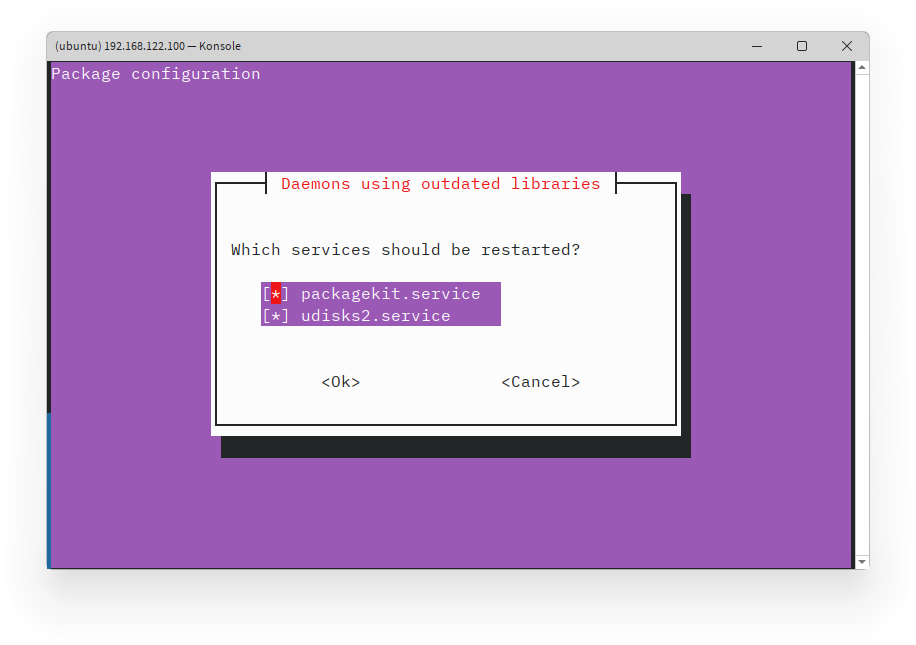 (ubuntu) 192.168.122.100 — Konsole
Package configuration
Daemons using outdated libraries
Which services should be restarted?
[*] packagekit.service
[*] udisks2.service
<Ok> <Cancel>